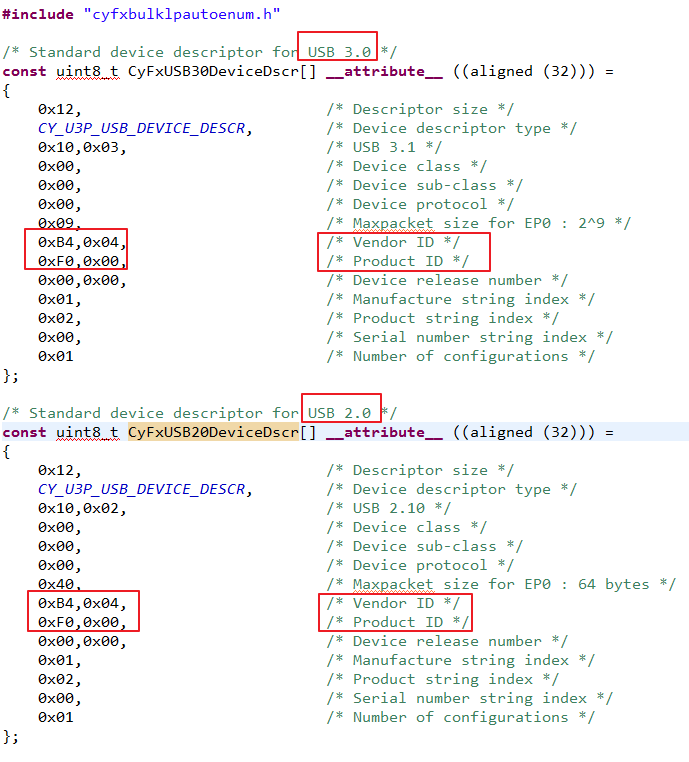 #include "cyfxbulklpautoenum.h"
/* Standard device descriptor for USB 3.0 */
const uint8_t CyFxUSB30DeviceDscr[] __attribute__ ((aligned (32))) =
{
0x12, /* Descriptor size */
CY_U3P_USB_DEVICE_DESCR, /* Device descriptor type */
0x10,0x03, /* USB 3.1 */
0x00, /* Device class */
0x00, /* Device sub-class */
0x00, /* Device protocol */
0x09, /* Maxpacket size for EP0 : 2^9 */
0xB4,0x04, /* Vendor ID */
0xF0,0x00, /* Product ID */
0x00,0x00, /* Device release number */
0x01, /* Manufacture string index */
0x02, /* Product string index */
0x00, /* Serial number string index */
0x01 /* Number of configurations */
};
/* Standard device descriptor for USB 2.0 */
const uint8_t CyFxUSB20DeviceDscr[] __attribute__ ((aligned (32))) =
{
0x12, /* Descriptor size */
CY_U3P_USB_DEVICE_DESCR, /* Device descriptor type */
0x10,0x02, /* USB 2.10 */
0x00, /* Device class */
0x00, /* Device sub-class */
0x00, /* Device protocol */
0x40, /* Maxpacket size for EP0 : 64 bytes */
0xB4,0x04, /* Vendor ID */
0xF0,0x00, /* Product ID */
0x00,0x00, /* Device release number */
0x01, /* Manufacture string index */
0x02, /* Product string index */
0x00, /* Serial number string index */
0x01 /* Number of configurations */
};